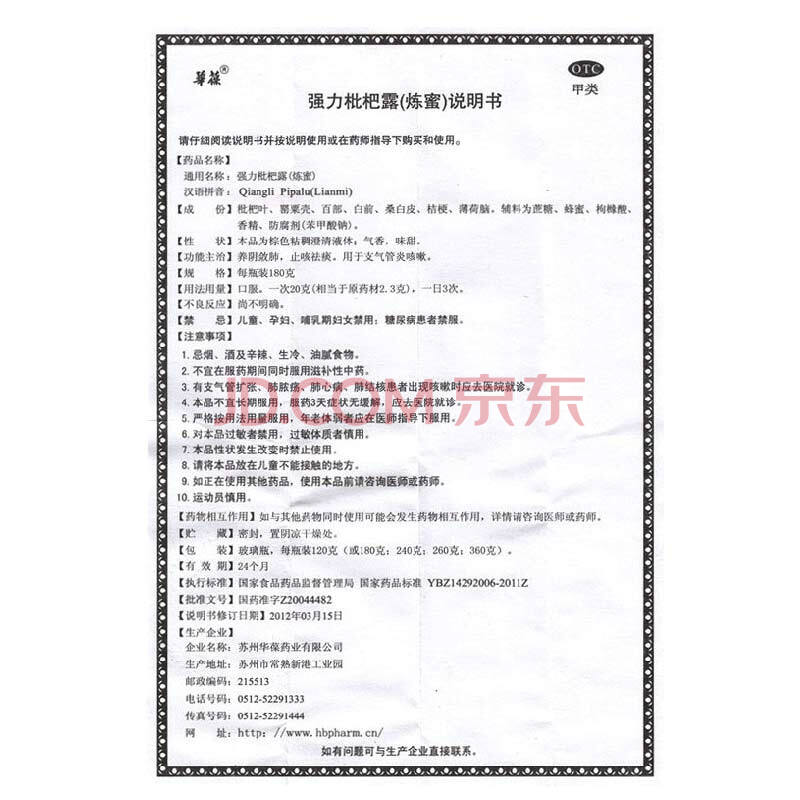 華葆®
OTC
甲类
强力枇杷露(炼蜜)说明书
请仔细阅读说明书并按说明使用或在药师指导下购买和使用。
【药品名称】
通用名称：强力枇杷露(炼蜜)
汉语拼音：Qiangli Pipalu(Lianmi)
【成　份】枇杷叶、罂粟壳、百部、白前、桑白皮、桔梗、薄荷脑。辅料为蔗糖、蜂蜜、枸橼酸、
香精、防腐剂(苯甲酸钠)。
【性　状】本品为棕色粘稠澄清液体；气香，味甜。
【功能主治】养阴敛肺，止咳祛痰。用于支气管炎咳嗽。
【规　格】每瓶装180克
【用法用量】口服。一次20克(相当于原药材2.3克)，一日3次。
【不良反应】尚不明确。
【禁　忌】儿童、孕妇、哺乳期妇女禁用；糖尿病患者禁服。
【注意事项】
1. 忌烟、酒及辛辣、生冷、油腻食物。
2. 不宜在服药期间同时服用滋补性中药。
3. 有支气管扩张、肺脓疡、肺心病、肺结核患者出现咳嗽时应去医院就诊。
4. 本品不宜长期服用，服药3天症状无缓解，应去医院就诊。
5. 严格按用法用量服用，年老体弱者应在医师指导下服用。
6. 对本品过敏者禁用，过敏体质者慎用。
7. 本品性状发生改变时禁止使用。
8. 请将本品放在儿童不能接触的地方。
9. 如正在使用其他药品，使用本品前请咨询医师或药师。
10. 运动员慎用。
【药物相互作用】如与其他药物同时使用可能会发生药物相互作用，详情请咨询医师或药师。
【贮　藏】密封，置阴凉干燥处。
【包　装】玻璃瓶，每瓶装120克（或180克；240克；260克；360克）。
【有 效 期】24个月
【执行标准】国家食品药品监督管理局 国家药品标准 YBZ14292006-2011Z
【批准文号】国药准字Z20044482
【说明书修订日期】2012年03月15日
【生产企业】
企业名称：苏州华葆药业有限公司
生产地址：苏州市常熟新港工业园
邮政编码：215513
电话号码：0512-52291333
传真号码：0512-52291444
网　址：http://www.hbpharm.cn/
如有问题可与生产企业直接联系。
JD.COM 京东